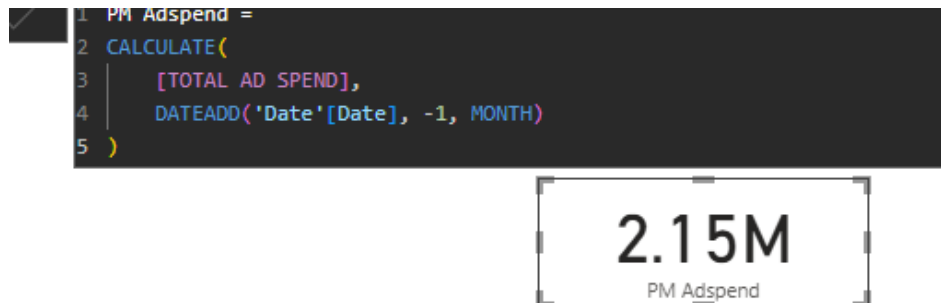 1 PM Adspend =
2 CALCULATE(
3 [TOTAL AD SPEND],
4 DATEADD('Date'[Date], -1, MONTH)
5 )
2.15M
PM Adspend